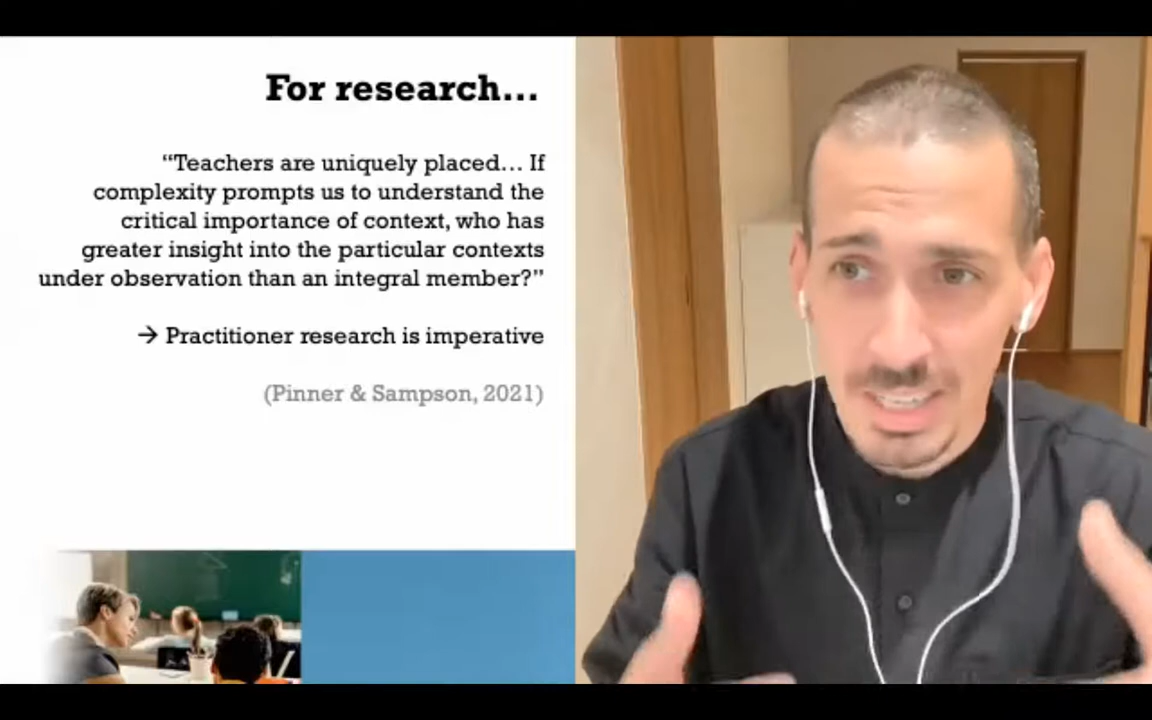 For research...
“Teachers are uniquely placed... If
complexity prompts us to understand the
critical importance of context, who has
greater insight into the particular contexts
under observation than an integral member?”
→ Practitioner research is imperative
(Pinner & Sampson, 2021)